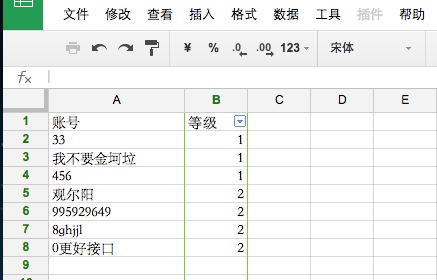 文件 修改 查看 插入 格式 数据 工具 插件 帮助
¥ % .0 .00 123 宋体
fx
A B C D E
1 账号 等级
2 33 1
3 我不要金坷垃 1
4 456 1
5 观尔阳 2
6 995929649 2
7 8ghjjl 2
8 0更好接口 2
9